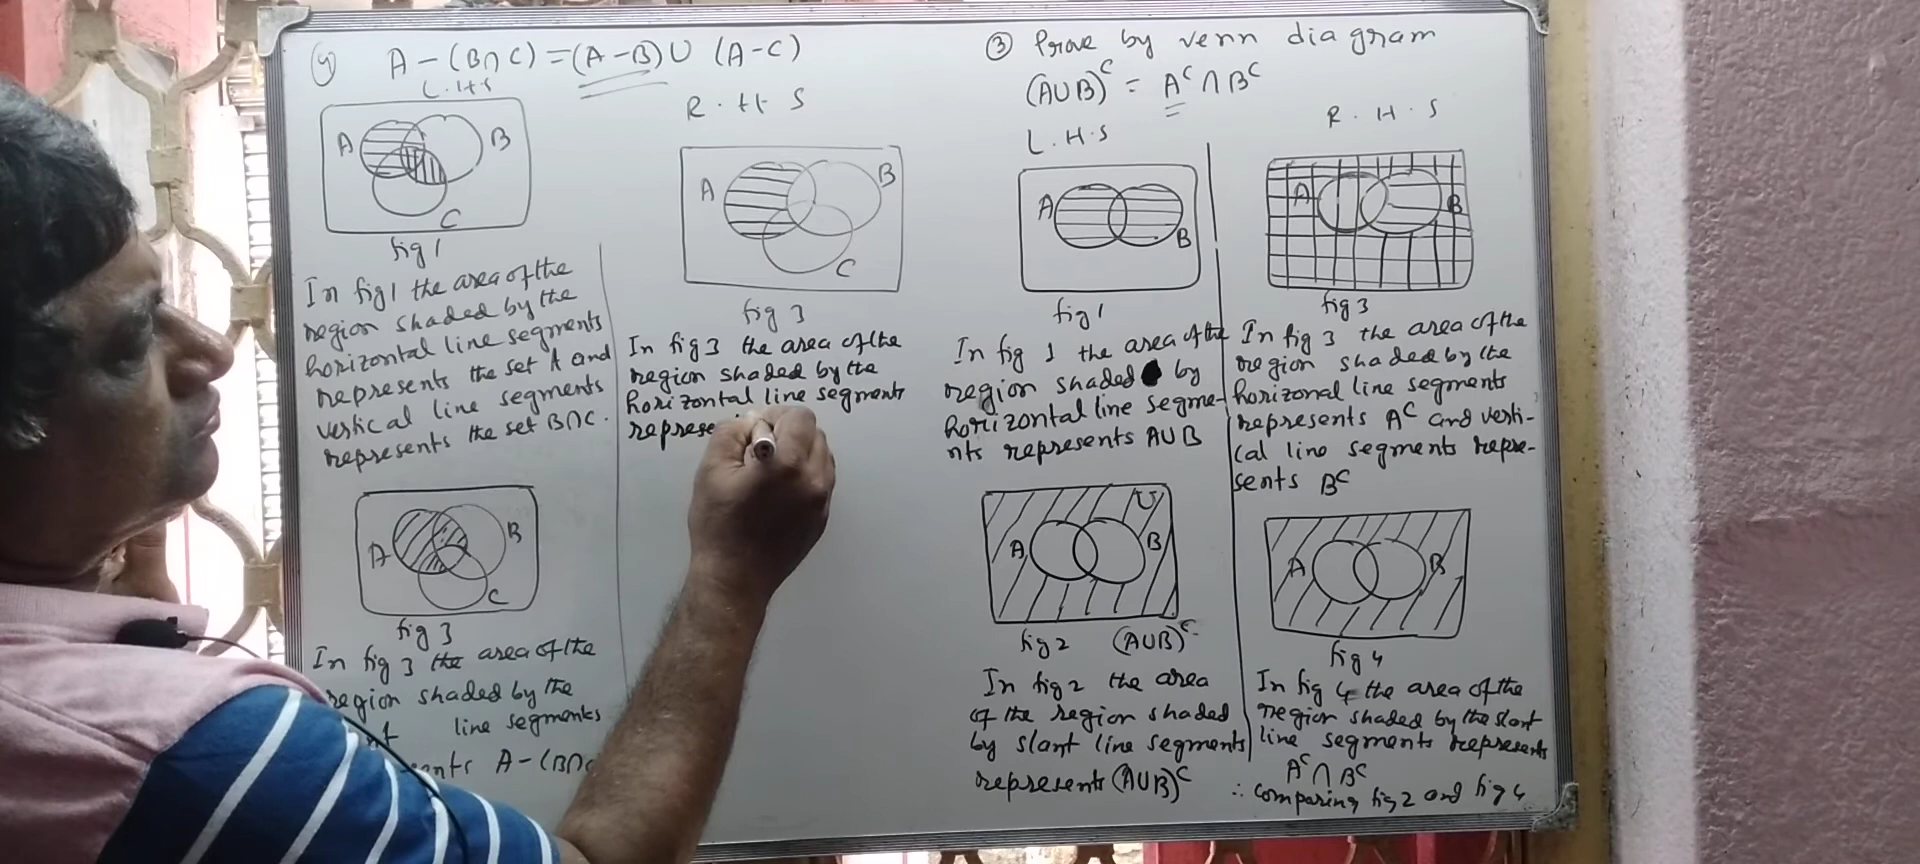 ④ A - (B∩C) = (A-B) ∪ (A-C)
L.H.S
A
B
C
fig 1
In fig 1 the area of the
region shaded by the
horizontal line segments
represents the set A and
vertical line segments
represents the set B∩C.
A
B
C
fig 3
In fig 3 the area of the
region shaded by the
line segments
A-(B∩C
R.H.S
A
B
C
fig 3
In fig 3 the area of the
region shaded by the
horizontal line segments
represe
③ Prove by venn diagram
(A∪B)ᶜ = Aᶜ ∩ Bᶜ
L.H.S
A
B
fig 1
In fig 1 the area of the
region shaded by
horizontal line segme-
nts represents A∪B
U
A
B
fig 2 (A∪B)ᶜ
In fig 2 the area
of the region shaded
by slant line segments
represents (A∪B)ᶜ
R.H.S
A
B
fig 3
In fig 3 the area of the
region shaded by the
horizonal line segments
represents Aᶜ and verti-
cal line segments repre-
sents Bᶜ
A
B
fig 4
In fig 4 the area of the
region shaded by the slant
line segments represents
Aᶜ∩Bᶜ
∴ comparing fig 2 and fig 4